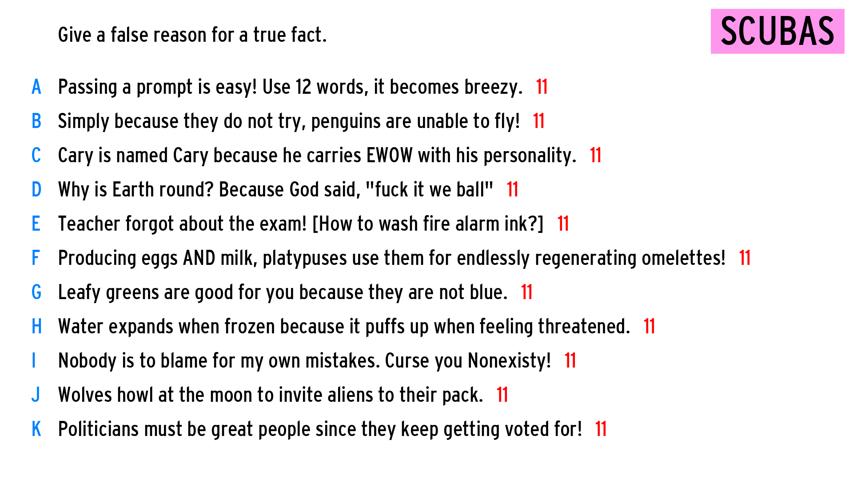 Give a false reason for a true fact.
SCUBAS
A Passing a prompt is easy! Use 12 words, it becomes breezy. 11
B Simply because they do not try, penguins are unable to fly! 11
C Cary is named Cary because he carries EWOW with his personality. 11
D Why is Earth round? Because God said, "fuck it we ball" 11
E Teacher forgot about the exam! [How to wash fire alarm ink?] 11
F Producing eggs AND milk, platypuses use them for endlessly regenerating omelettes! 11
G Leafy greens are good for you because they are not blue. 11
H Water expands when frozen because it puffs up when feeling threatened. 11
I Nobody is to blame for my own mistakes. Curse you Nonexisty! 11
J Wolves howl at the moon to invite aliens to their pack. 11
K Politicians must be great people since they keep getting voted for! 11